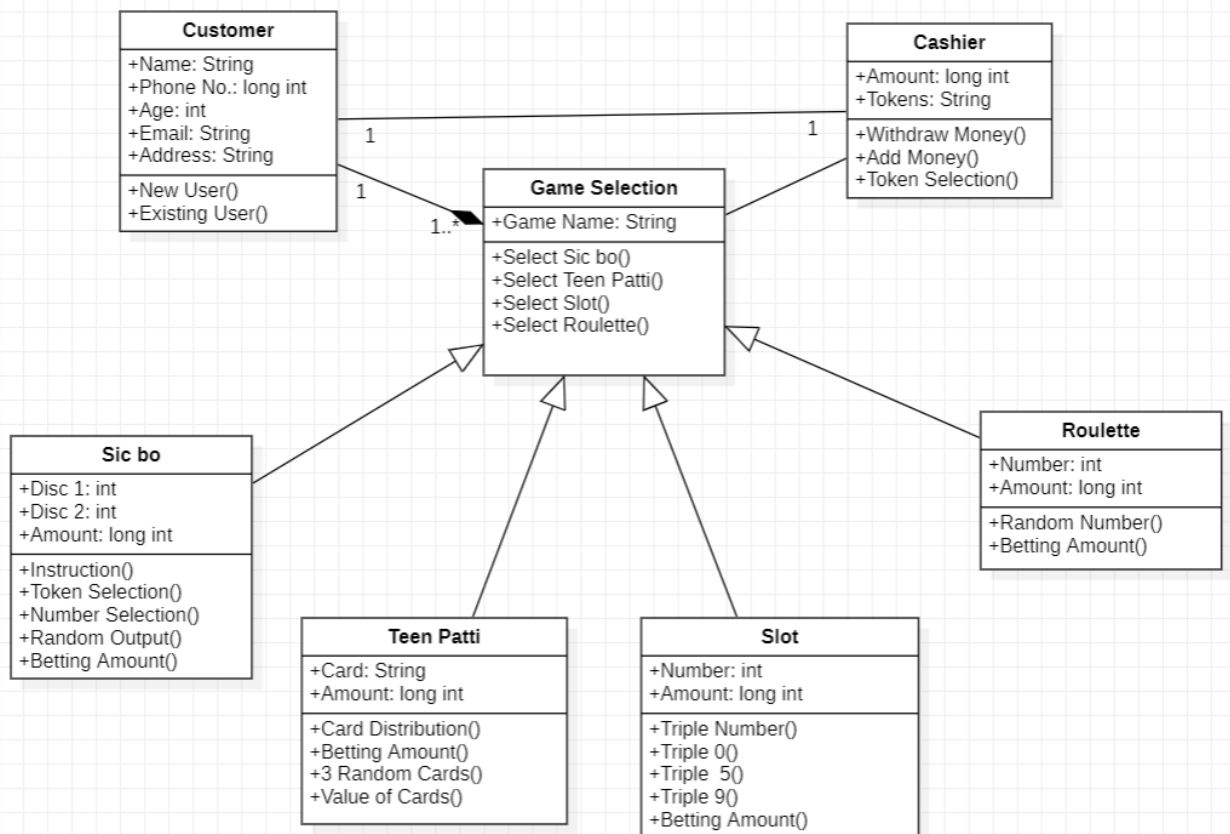 Customer
+Name: String
+Phone No.: long int
+Age: int
+Email: String
+Address: String
+New User()
+Existing User()
Cashier
+Amount: long int
+Tokens: String
+Withdraw Money()
+Add Money()
+Token Selection()
1
1
1
1..*
Game Selection
+Game Name: String
+Select Sic bo()
+Select Teen Patti()
+Select Slot()
+Select Roulette()
Sic bo
+Disc 1: int
+Disc 2: int
+Amount: long int
+Instruction()
+Token Selection()
+Number Selection()
+Random Output()
+Betting Amount()
Teen Patti
+Card: String
+Amount: long int
+Card Distribution()
+Betting Amount()
+3 Random Cards()
+Value of Cards()
Slot
+Number: int
+Amount: long int
+Triple Number()
+Triple 0()
+Triple  5()
+Triple 9()
+Betting Amount()
Roulette
+Number: int
+Amount: long int
+Random Number()
+Betting Amount()